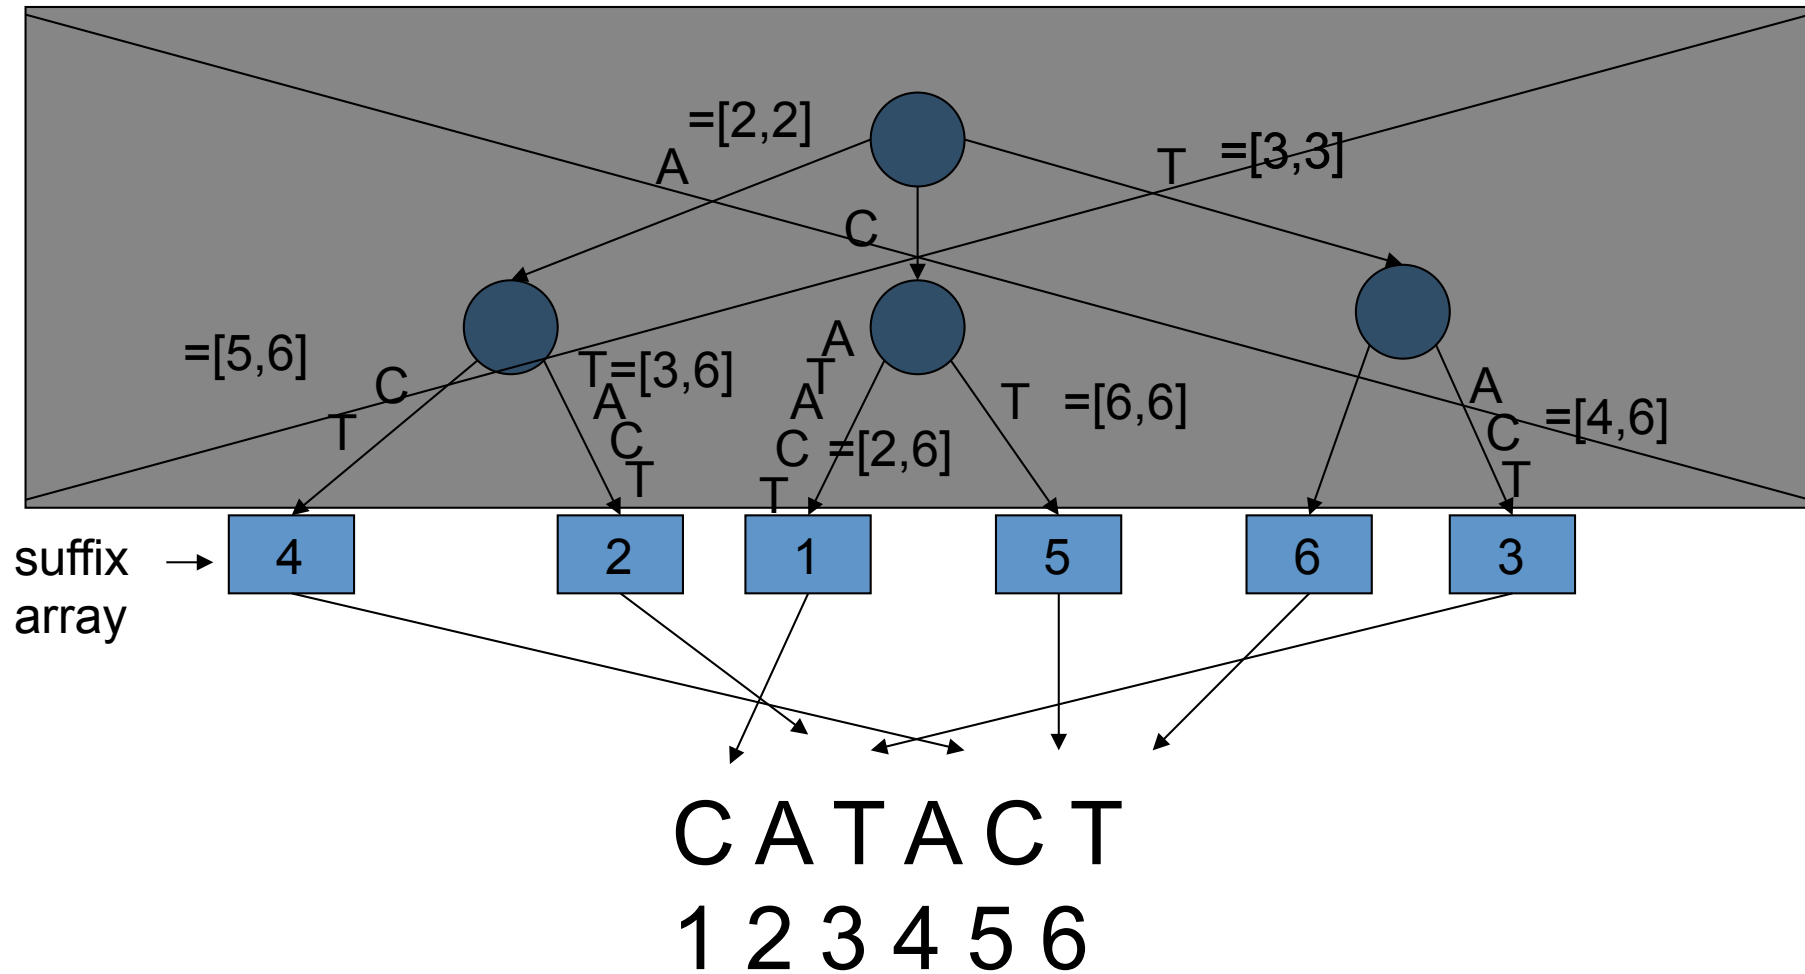 =[2,2]
A
T
=[3,3]
C
=[5,6]
C
T
T=[3,6]
A
C
T
A
T
A
C =[2,6]
T
T =[6,6]
A
C =[4,6]
T
suffix
array
4 2 1 5 6 3
C A T A C T
1 2 3 4 5 6